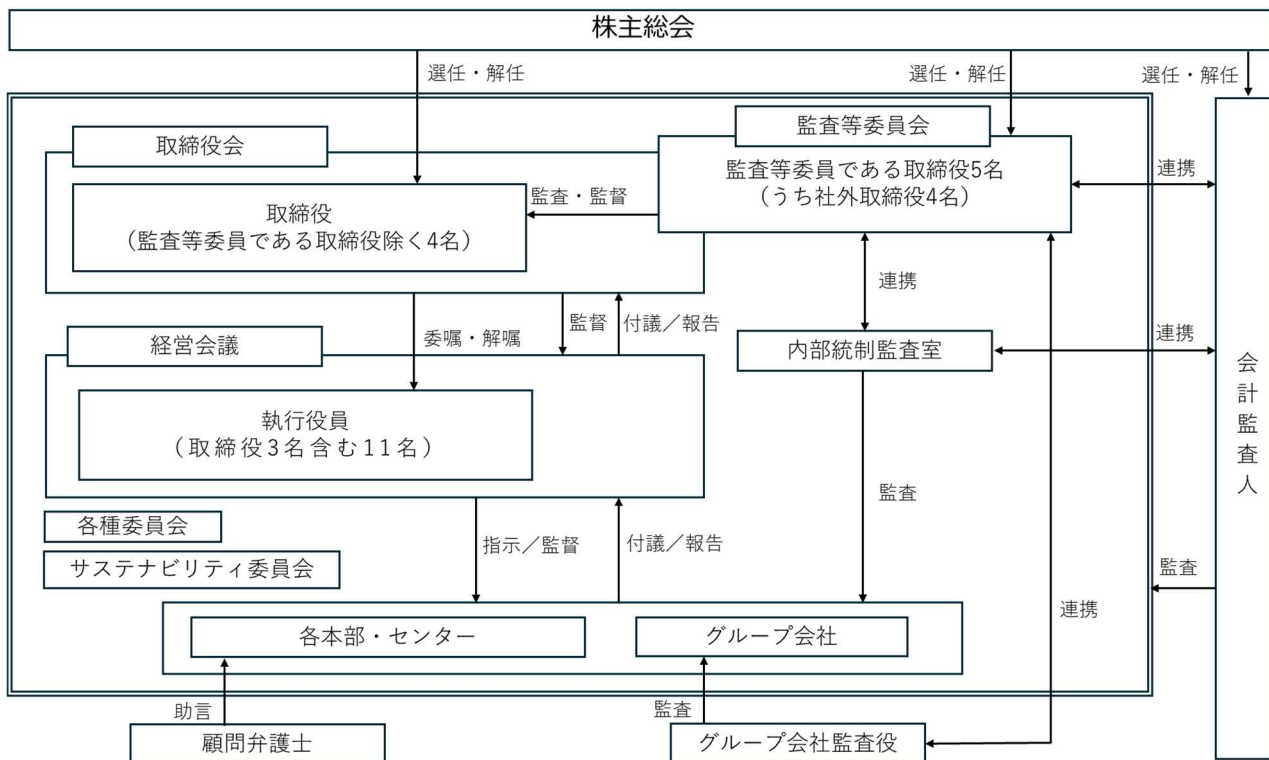 株主総会
選任・解任
選任・解任
選任・解任
監査等委員会
取締役会
監査等委員である取締役5名
(うち社外取締役4名)
連携
監査・監督
取締役
(監査等委員である取締役除く4名)
連携
委嘱・解嘱
監督
付議／報告
経営会議
内部統制監査室
連携
会計監査人
執行役員
(取締役3名含む11名)
監査
各種委員会
指示／監督
付議／報告
サステナビリティ委員会
監査
連携
各本部・センター
グループ会社
助言
監査
顧問弁護士
グループ会社監査役